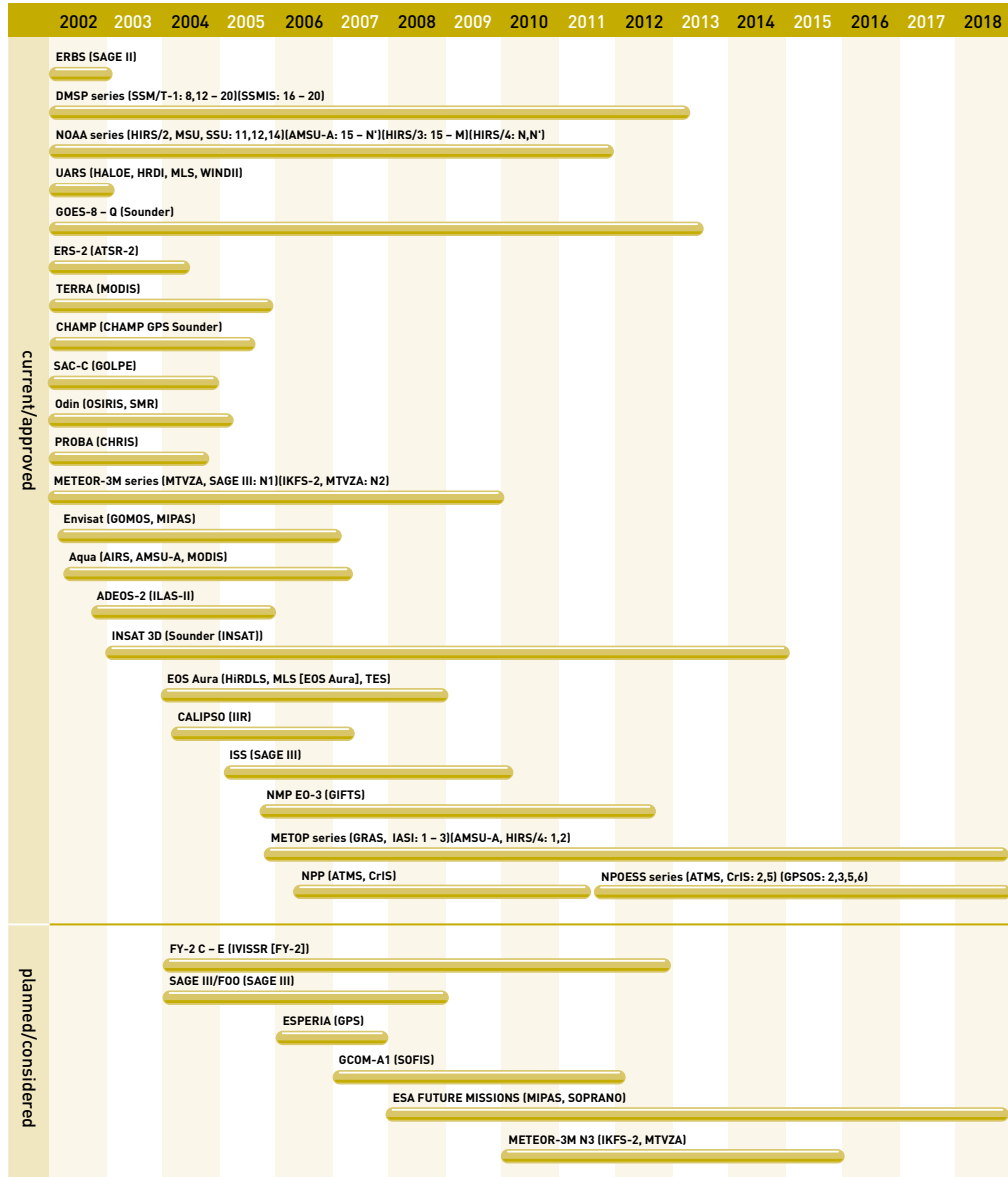 2002 2003 2004 2005 2006 2007 2008 2009 2010 2011 2012 2013 2014 2015 2016 2017 2018
current/approved
ERBS (SAGE II)
DMSP series (SSM/T-1: 8,12 – 20)(SSMIS: 16 – 20)
NOAA series (HIRS/2, MSU, SSU: 11,12,14)(AMSU-A: 15 – N')(HIRS/3: 15 – M)(HIRS/4: N,N')
UARS (HALOE, HRDI, MLS, WINDII)
GOES-8 – Q (Sounder)
ERS-2 (ATSR-2)
TERRA (MODIS)
CHAMP (CHAMP GPS Sounder)
SAC-C (GOLPE)
Odin (OSIRIS, SMR)
PROBA (CHRIS)
METEOR-3M series (MTVZA, SAGE III: N1)(IKFS-2, MTVZA: N2)
Envisat (GOMOS, MIPAS)
Aqua (AIRS, AMSU-A, MODIS)
ADEOS-2 (ILAS-II)
INSAT 3D (Sounder (INSAT))
EOS Aura (HiRDLS, MLS [EOS Aura], TES)
CALIPSO (IIR)
ISS (SAGE III)
NMP EO-3 (GIFTS)
METOP series (GRAS, IASI: 1 – 3)(AMSU-A, HIRS/4: 1,2)
NPP (ATMS, CrIS) NPOESS series (ATMS, CrIS: 2,5) (GPSOS: 2,3,5,6)
planned/considered
FY-2 C – E (IVISSR [FY-2])
SAGE III/FOO (SAGE III)
ESPERIA (GPS)
GCOM-A1 (SOFIS)
ESA FUTURE MISSIONS (MIPAS, SOPRANO)
METEOR-3M N3 (IKFS-2, MTVZA)